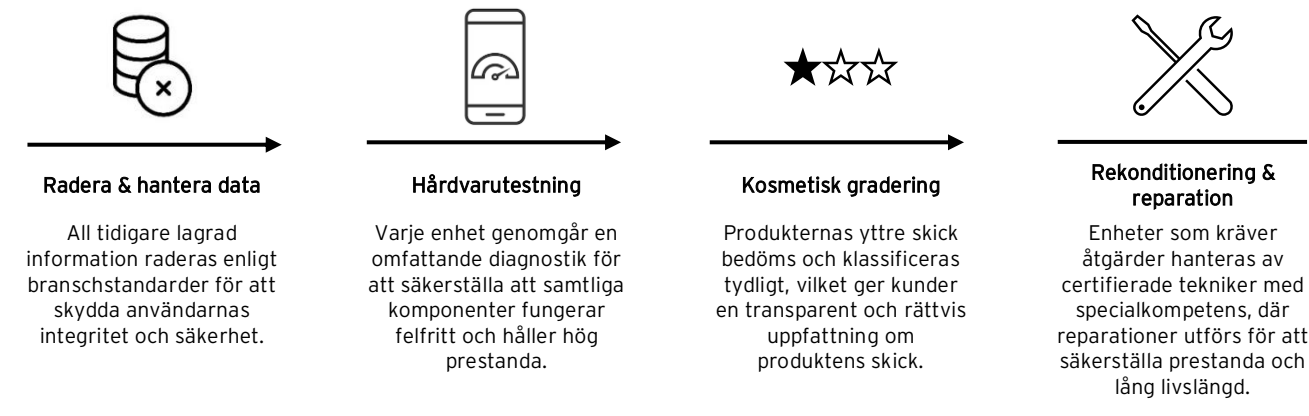 Radera & hantera data
All tidigare lagrad
information raderas enligt
branschstandarder för att
skydda användarnas
integritet och säkerhet.
Hårdvarutestning
Varje enhet genomgår en
omfattande diagnostik för
att säkerställa att samtliga
komponenter fungerar
felfritt och håller hög
prestanda.
Kosmetisk gradering
Produkternas yttre skick
bedöms och klassificeras
tydligt, vilket ger kunder
en transparent och rättvis
uppfattning om
produktens skick.
Rekonditionering &
reparation
Enheter som kräver
åtgärder hanteras av
certifierade tekniker med
specialkompetens, där
reparationer utförs för att
säkerställa prestanda och
lång livslängd.